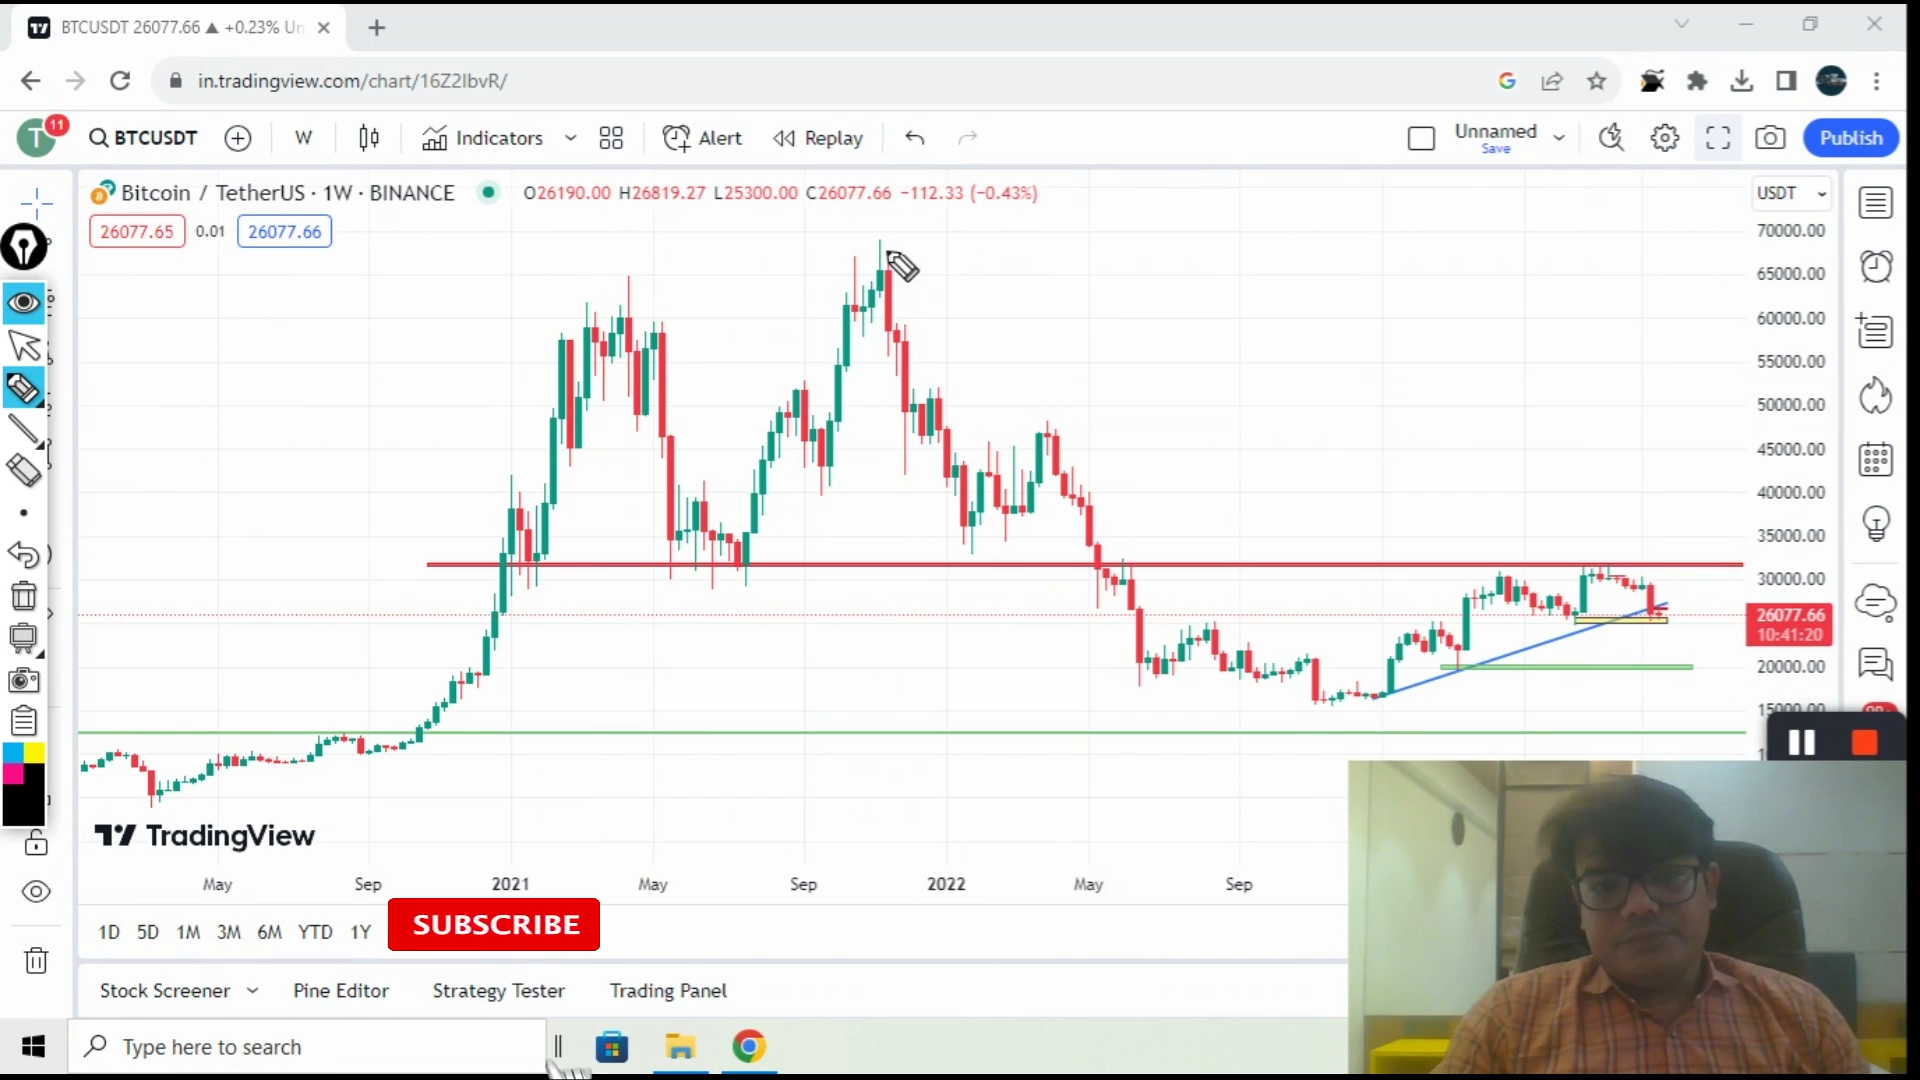 BTCUSDT 26077.66 ▲ +0.23% Un
in.tradingview.com/chart/16Z2IbvR/
T 11 BTCUSDT W Indicators Alert Replay Unnamed Save Publish
Bitcoin / TetherUS · 1W · BINANCE O26190.00 H26819.27 L25300.00 C26077.66 −112.33 (−0.43%) USDT
26077.65 0.01 26077.66
70000.00
65000.00
60000.00
55000.00
50000.00
45000.00
40000.00
35000.00
30000.00
26077.66
10:41:20
20000.00
15000.00
TradingView
May Sep 2021 May Sep 2022 May Sep
1D 5D 1M 3M 6M YTD 1Y SUBSCRIBE
Stock Screener Pine Editor Strategy Tester Trading Panel
Type here to search